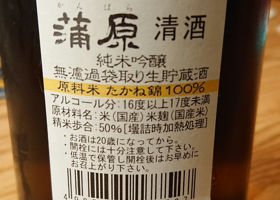 かんばら
蒲原 清酒
純米吟醸
無濾過袋取り生貯蔵酒
原料米 たかね錦100%
アルコール分:16度以上17度未満
原材料名:米(国産)米麹(国産米)
精米歩合:50% [壜詰時加熱処理]
・お酒は20歳になってから。
・開栓には十分注意して下さい。
・低温で保管し開栓後はお早めに
お召し上がり下さい。